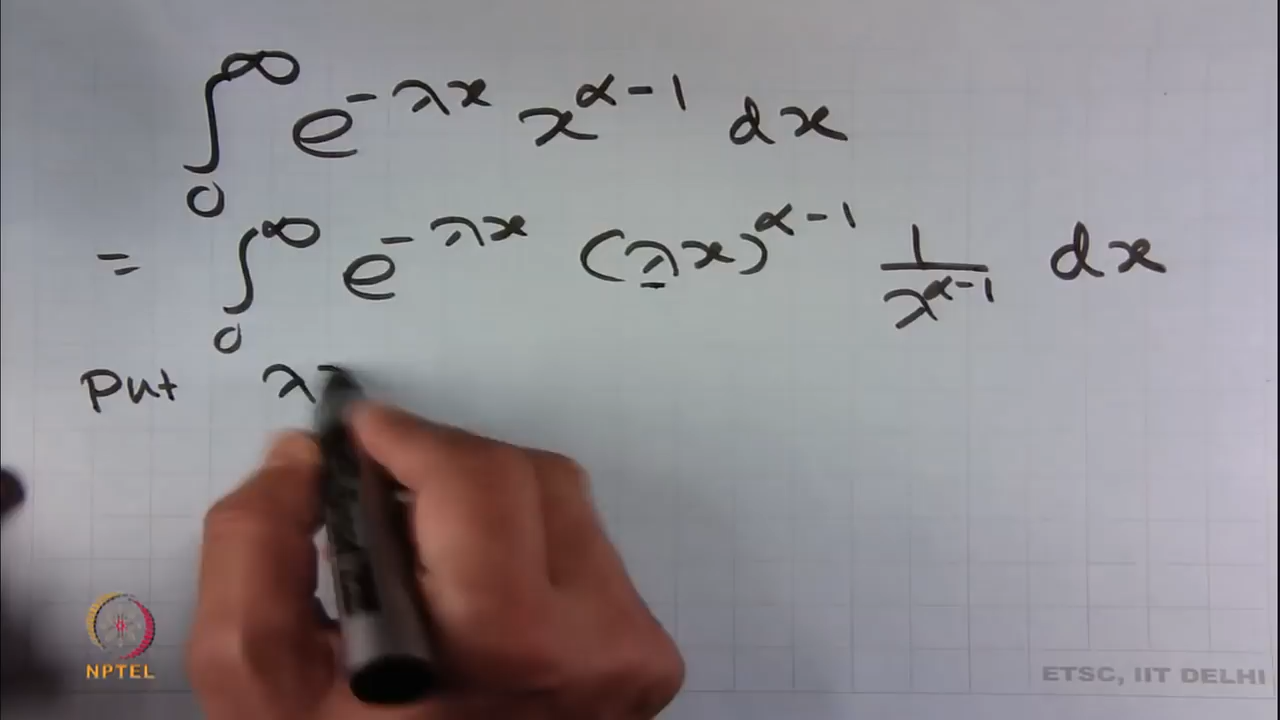 ∫₀^∞ e^{-λx} x^{α-1} dx
= ∫₀^∞ e^{-λx} (λx)^{α-1} 1/λ^{α-1} dx
Put λ
NPTEL
ETSC, IIT DELHI